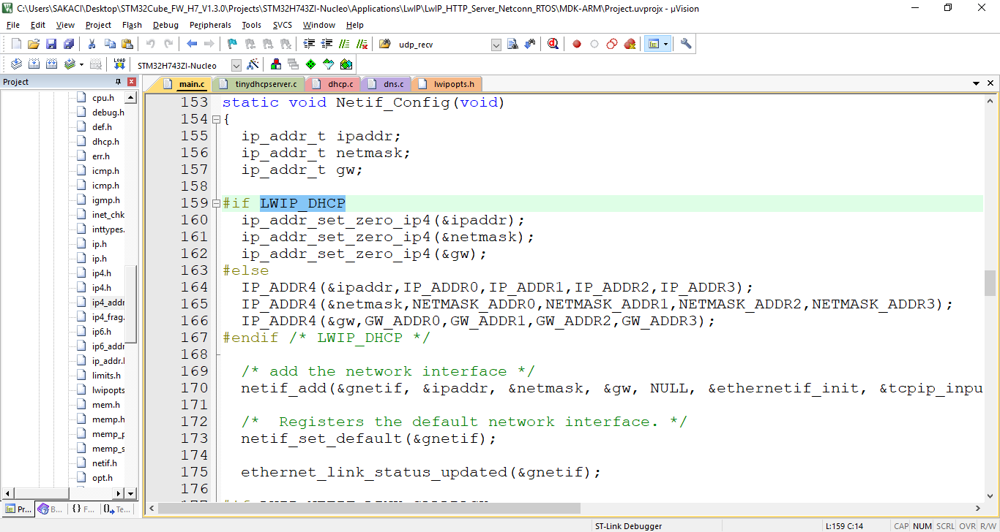 C:\Users\SAKACI\Desktop\STM32Cube_FW_H7_V1.3.0\Projects\STM32H743ZI-Nucleo\Applications\LwIP\LwIP_HTTP_Server_Netconn_RTOS\MDK-ARM\Project.uvprojx - µVision
File Edit View Project Flash Debug Peripherals Tools SVCS Window Help
udp_recv
LOAD STM32H743ZI-Nucleo
Project
main.c tinydhcpserver.c dhcp.c dns.c lwipopts.h
cpu.h
debug.h
def.h
dhcp.h
err.h
icmp.h
icmp.h
igmp.h
inet_chk
inttypes.
ip.h
ip.h
ip4.h
ip4.h
ip4_addr
ip4_frag.
ip6.h
ip6_addr
ip_addr.l
limits.h
lwipopts
mem.h
memp.h
memp_p
memp_s
netif.h
opt.h
153 static void Netif_Config(void)
154 {
155 ip_addr_t ipaddr;
156 ip_addr_t netmask;
157 ip_addr_t gw;
158
159 #if LWIP_DHCP
160 ip_addr_set_zero_ip4(&ipaddr);
161 ip_addr_set_zero_ip4(&netmask);
162 ip_addr_set_zero_ip4(&gw);
163 #else
164 IP_ADDR4(&ipaddr,IP_ADDR0,IP_ADDR1,IP_ADDR2,IP_ADDR3);
165 IP_ADDR4(&netmask,NETMASK_ADDR0,NETMASK_ADDR1,NETMASK_ADDR2,NETMASK_ADDR3);
166 IP_ADDR4(&gw,GW_ADDR0,GW_ADDR1,GW_ADDR2,GW_ADDR3);
167 #endif /* LWIP_DHCP */
168
169 /* add the network interface */
170 netif_add(&gnetif, &ipaddr, &netmask, &gw, NULL, &ethernetif_init, &tcpip_inpu
171
172 /*  Registers the default network interface. */
173 netif_set_default(&gnetif);
174
175 ethernet_link_status_updated(&gnetif);
176
Pr... B... {} F... Te...
ST-Link Debugger L:159 C:14 CAP NUM SCRL OVR R/W